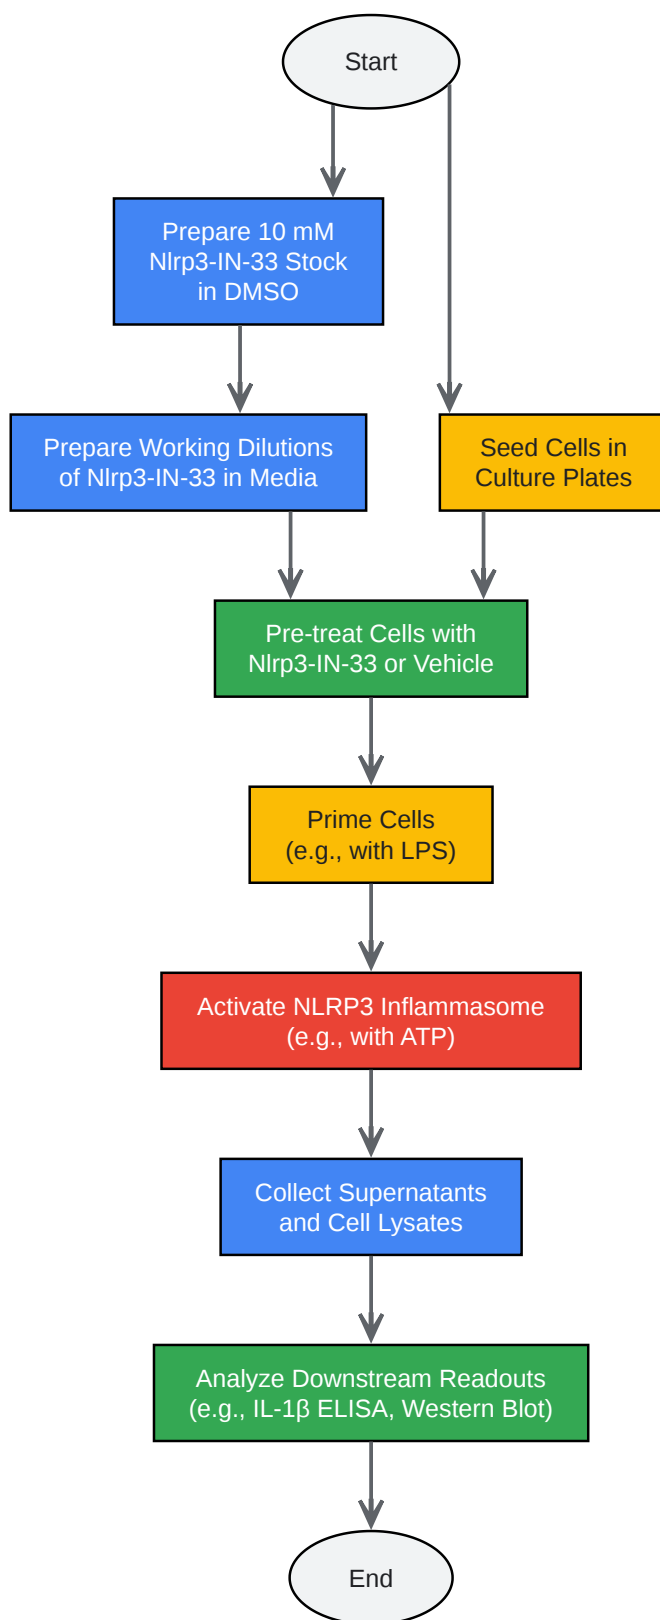 Start
Prepare 10 mM
Nlrp3-IN-33 Stock
in DMSO
Prepare Working Dilutions
of Nlrp3-IN-33 in Media
Seed Cells in
Culture Plates
Pre-treat Cells with
Nlrp3-IN-33 or Vehicle
Prime Cells
(e.g., with LPS)
Activate NLRP3 Inflammasome
(e.g., with ATP)
Collect Supernatants
and Cell Lysates
Analyze Downstream Readouts
(e.g., IL-1β ELISA, Western Blot)
End